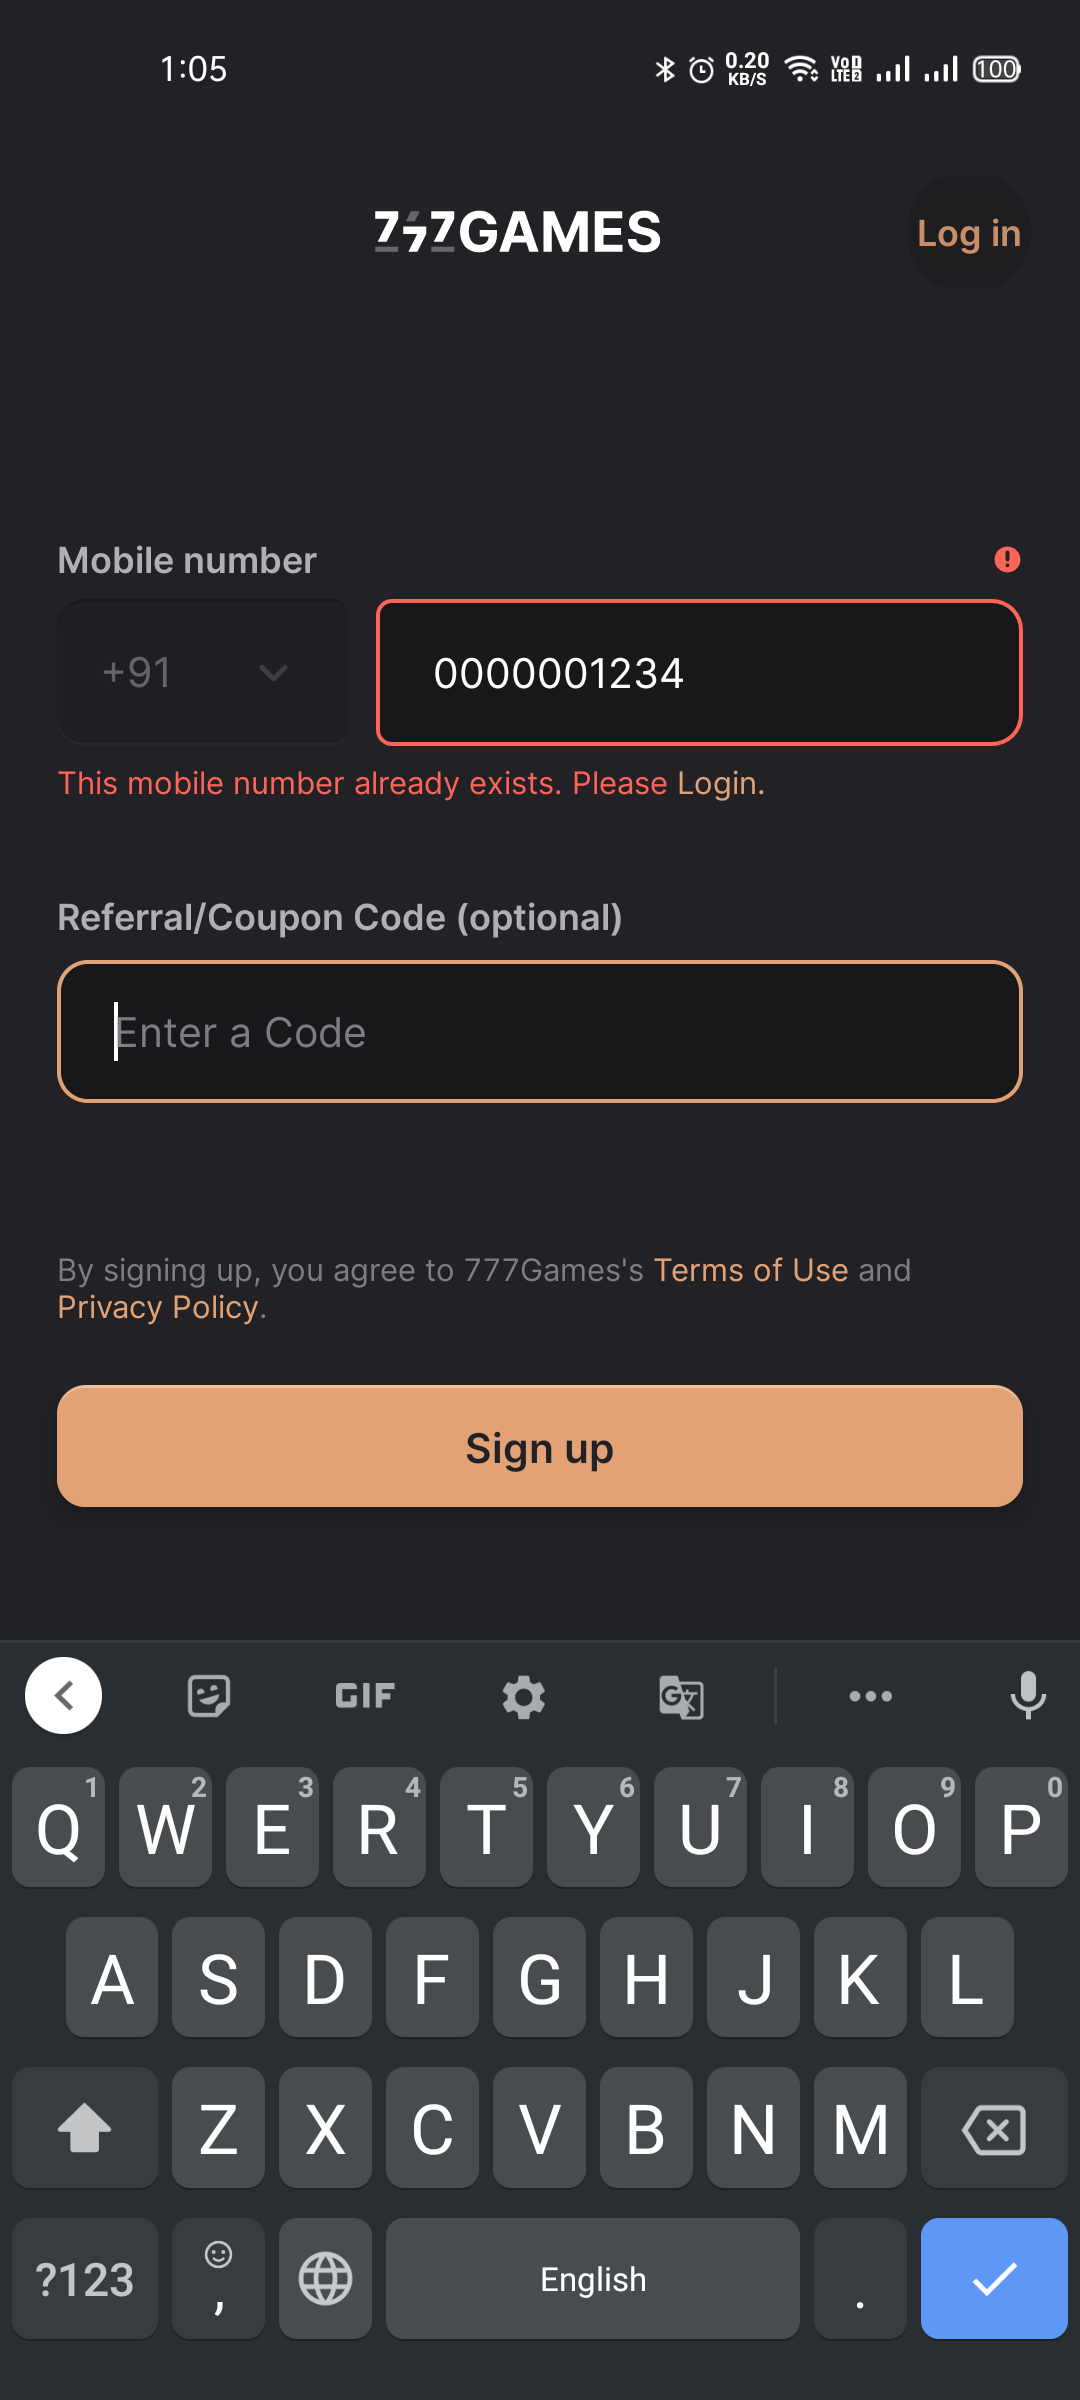 1:05
0.20
KB/S
VoD
LTE2
100
777GAMES
Log in
Mobile number
+91
0000001234
This mobile number already exists. Please Login.
Referral/Coupon Code (optional)
Enter a Code
By signing up, you agree to 777Games's Terms of Use and
Privacy Policy.
Sign up
GIF
G
1 2 3 4 5 6 7 8 9 0
Q W E R T Y U I O P
A S D F G H J K L
Z X C V B N M
?123 , English .